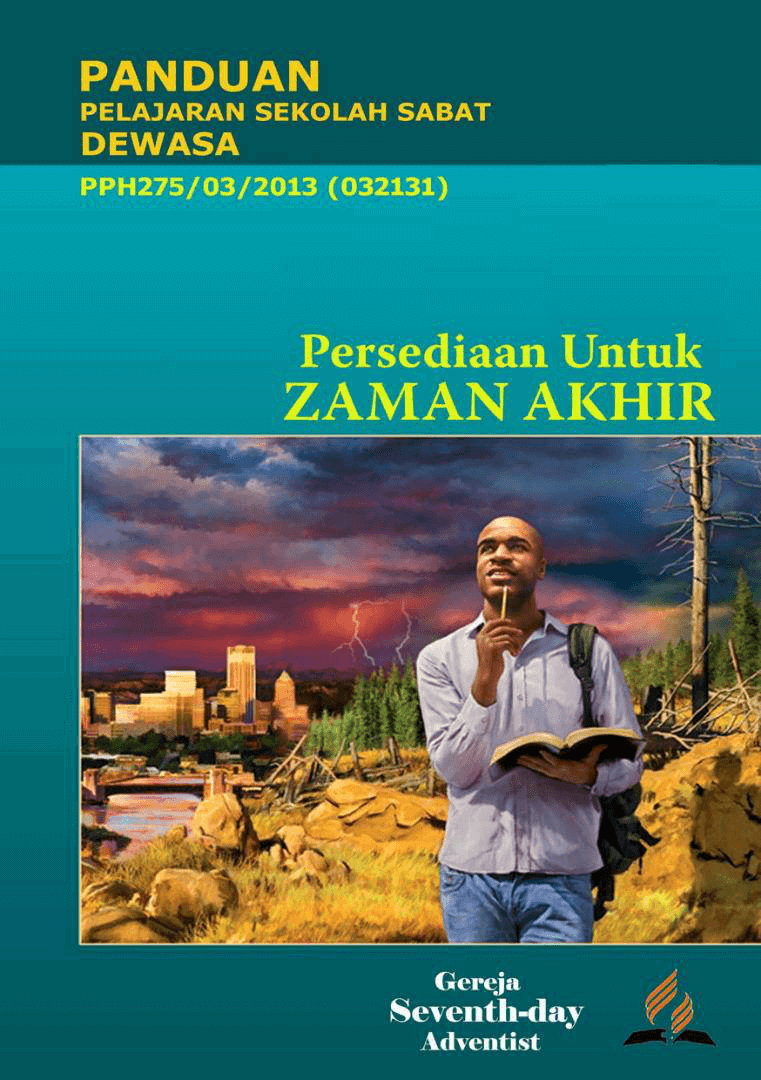 PANDUAN
PELAJARAN SEKOLAH SABAT
DEWASA
PPH275/03/2013 (032131)
Persediaan Untuk
ZAMAN AKHIR
Gereja
Seventh-day
Adventist